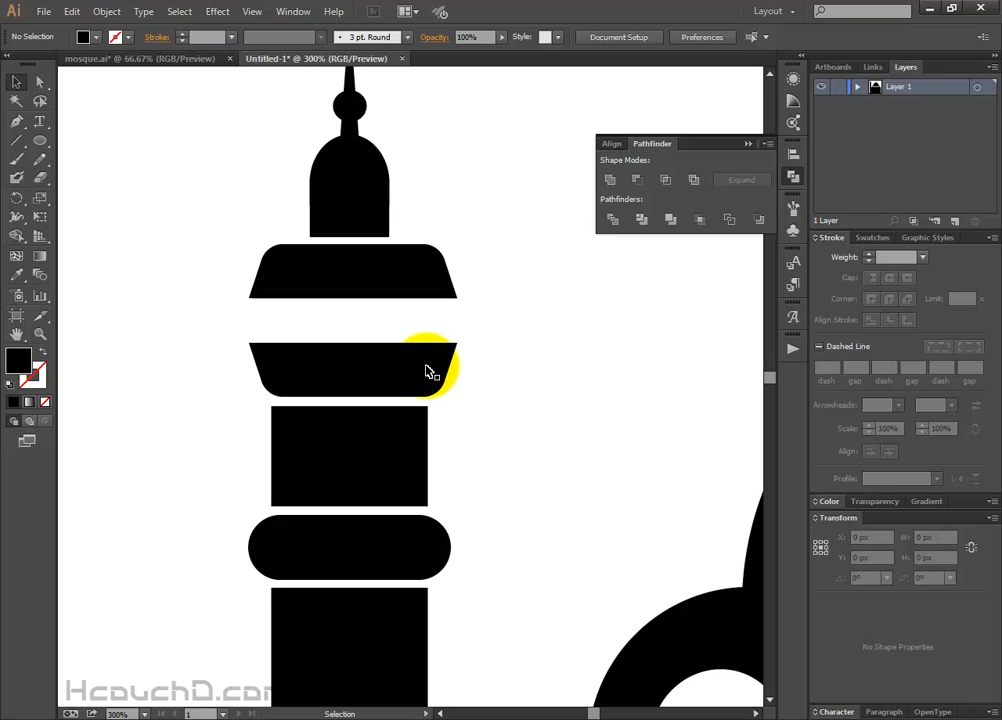 Ai File Edit Object Type Select Effect View Window Help Br Layout
No Selection Stroke: 3 pt. Round Opacity: 100% Style: Document Setup Preferences
mosque.ai* @ 66.67% (RGB/Preview) × Untitled-1* @ 300% (RGB/Preview) ×
Artboards Links Layers
Layer 1
1 Layer
Align Pathfinder
Shape Modes:
Expand
Pathfinders:
Stroke Swatches Graphic Styles
Weight:
Cap:
Corner: Limit:
Align Stroke:
Dashed Line
dash gap dash gap dash gap
Arrowheads:
Scale: 100% 100%
Align:
Profile:
Color Transparency Gradient
Transform
X: 0 px W: 0 px
Y: 0 px H: 0 px
0° 0°
No Shape Properties
Character Paragraph OpenType
HcouchD.com
300% 1 Selection